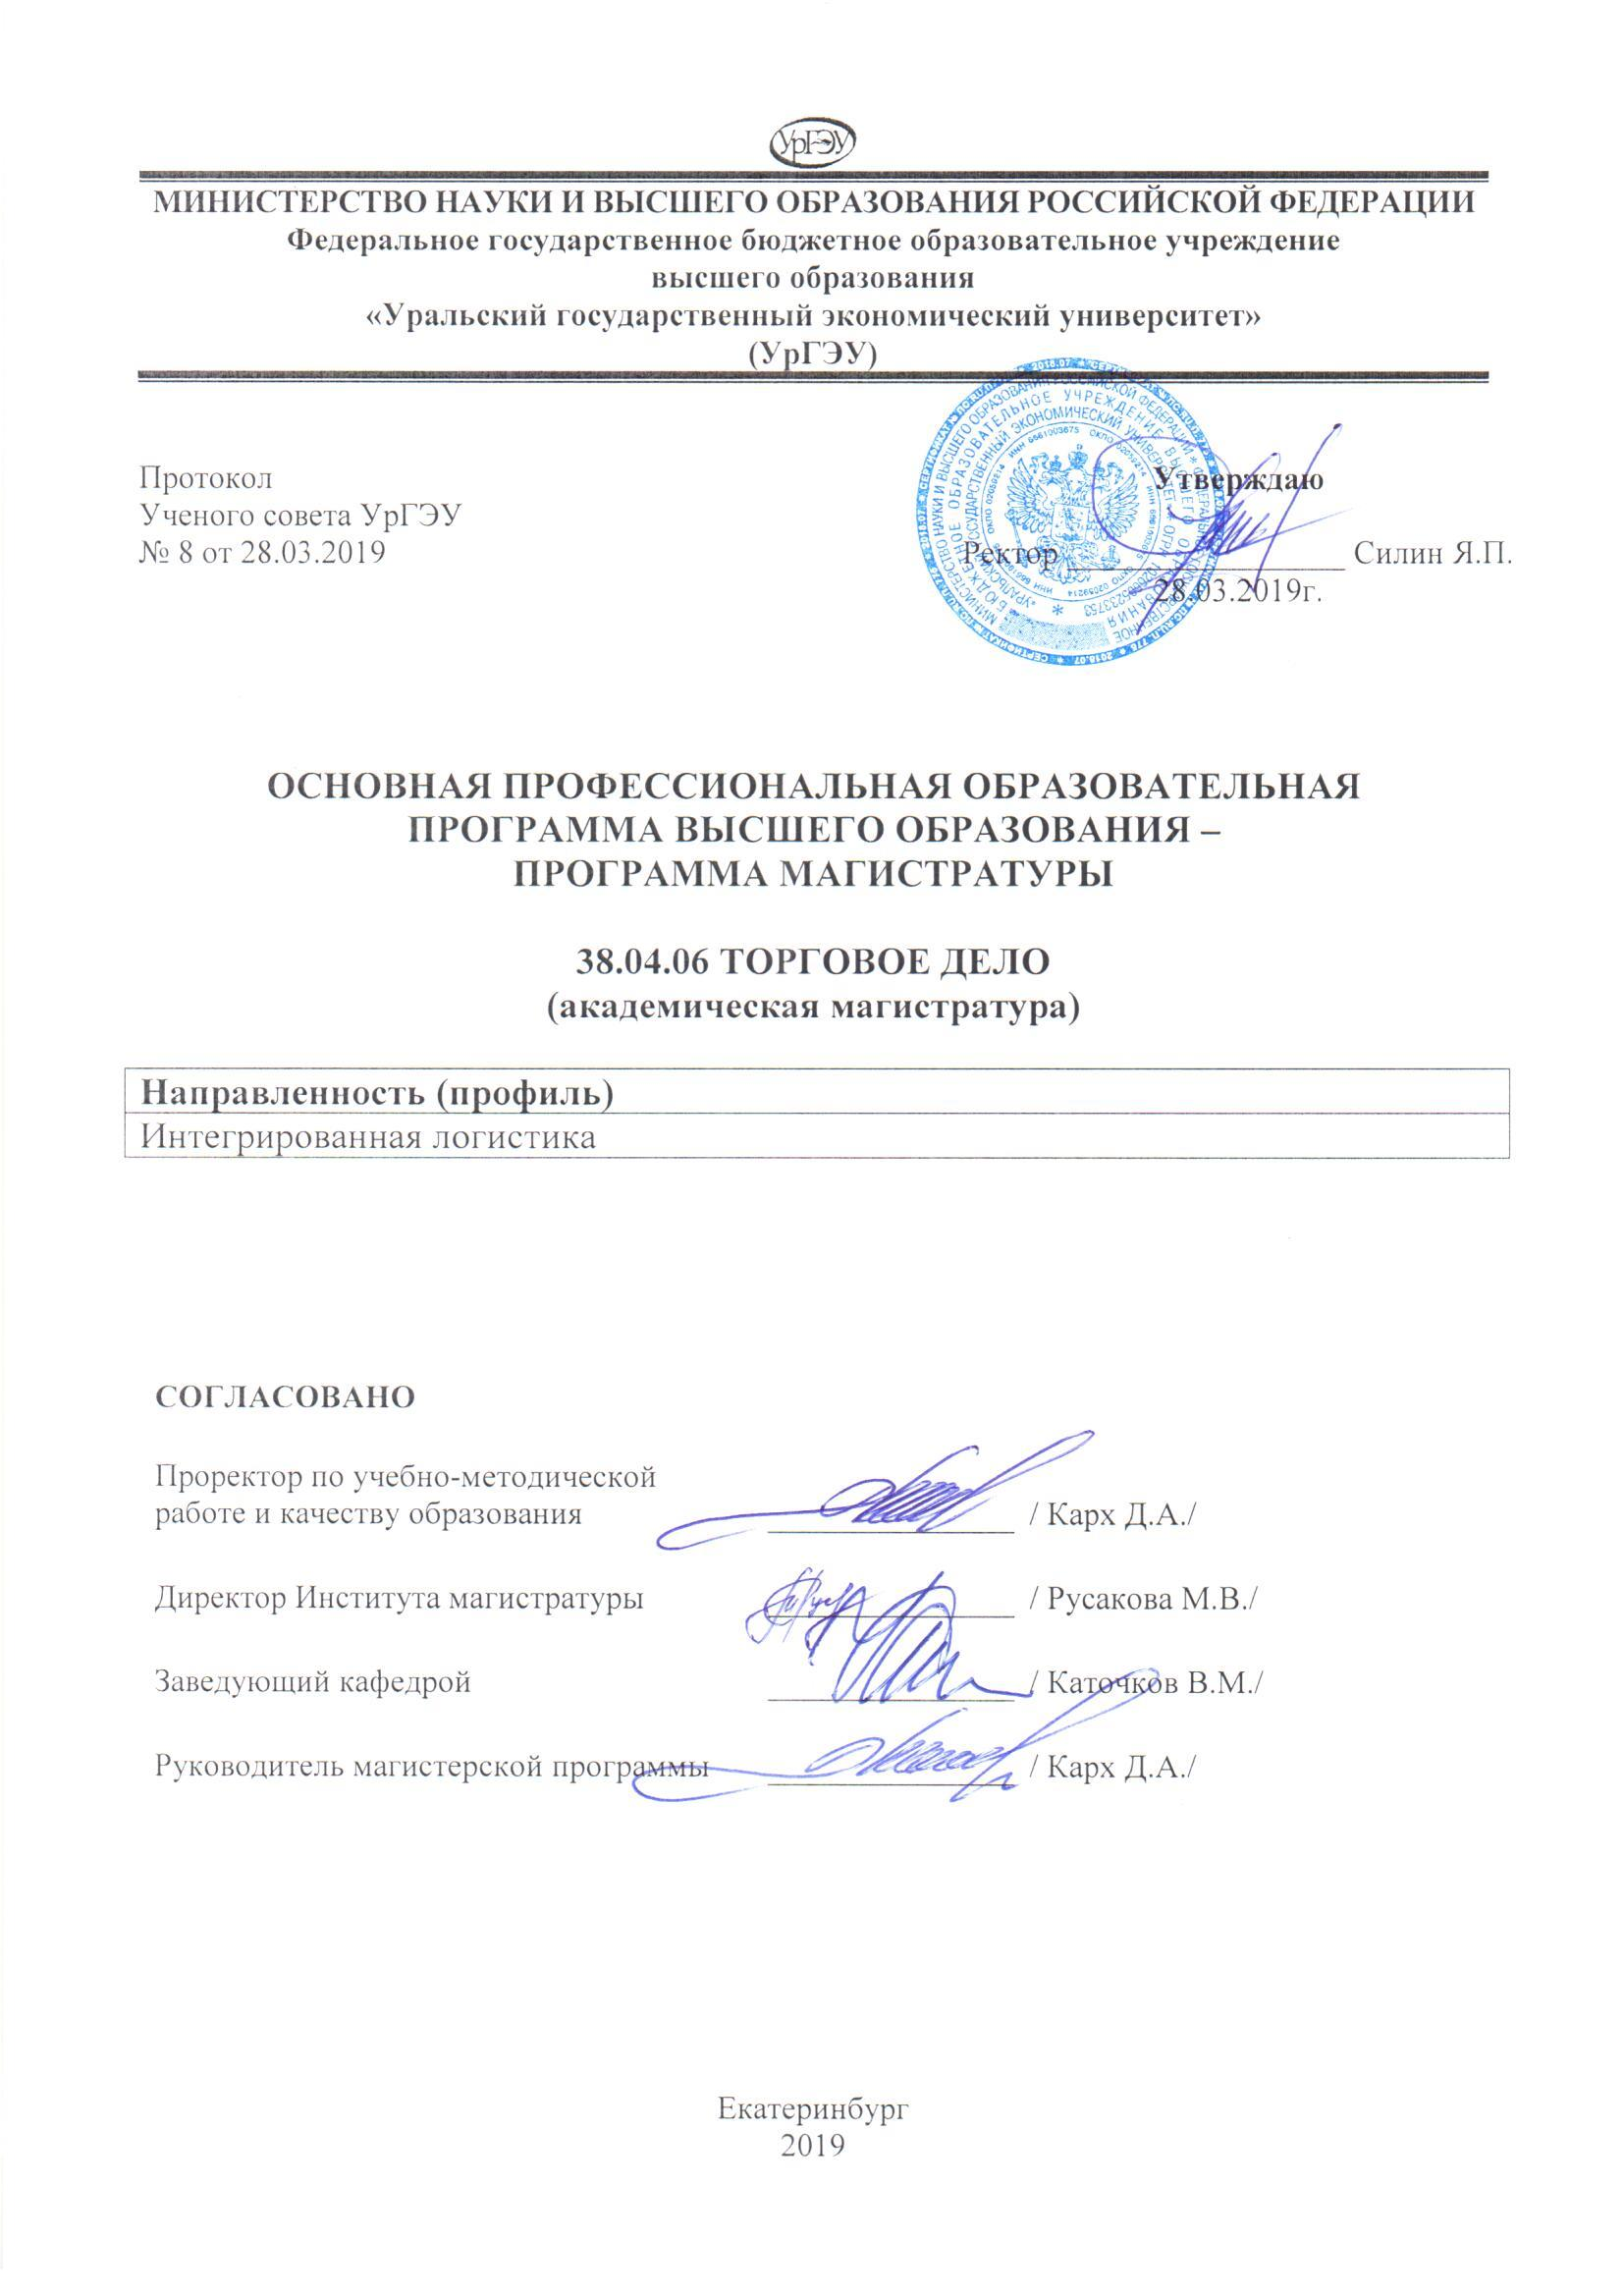 УрГЭУ
МИНИСТЕРСТВО НАУКИ И ВЫСШЕГО ОБРАЗОВАНИЯ РОССИЙСКОЙ ФЕДЕРАЦИИ
Федеральное государственное бюджетное образовательное учреждение
высшего образования
«Уральский государственный экономический университет»
(УрГЭУ)
Протокол
Ученого совета УрГЭУ
№ 8 от 28.03.2019
Утверждаю
Ректор Силин Я.П.
28.03.2019г.
ОСНОВНАЯ ПРОФЕССИОНАЛЬНАЯ ОБРАЗОВАТЕЛЬНАЯ
ПРОГРАММА ВЫСШЕГО ОБРАЗОВАНИЯ –
ПРОГРАММА МАГИСТРАТУРЫ
38.04.06 ТОРГОВОЕ ДЕЛО
(академическая магистратура)
Направленность (профиль)
Интегрированная логистика
СОГЛАСОВАНО
Проректор по учебно-методической
работе и качеству образования / Карх Д.А./
Директор Института магистратуры / Русакова М.В./
Заведующий кафедрой / Каточков В.М./
Руководитель магистерской программы / Карх Д.А./
Екатеринбург
2019